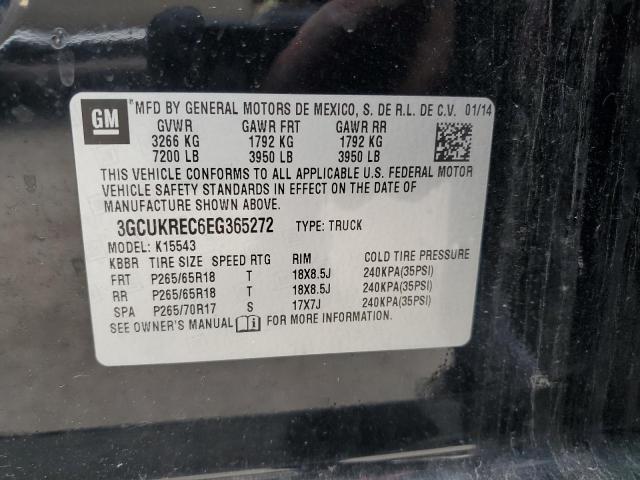 GM
MFD BY GENERAL MOTORS DE MEXICO, S. DE R.L. DE C.V. 01/14
GVWR GAWR FRT GAWR RR
3266 KG 1792 KG 1792 KG
7200 LB 3950 LB 3950 LB
THIS VEHICLE CONFORMS TO ALL APPLICABLE U.S. FEDERAL MOTOR
VEHICLE SAFETY STANDARDS IN EFFECT ON THE DATE OF
MANUFACTURE SHOWN ABOVE.
3GCUKREC6EG365272 TYPE: TRUCK
MODEL: K15543
KBBR TIRE SIZE SPEED RTG RIM COLD TIRE PRESSURE
FRT P265/65R18 T 18X8.5J 240KPA(35PSI)
RR P265/65R18 T 18X8.5J 240KPA(35PSI)
SPA P265/70R17 S 17X7J 240KPA(35PSI)
SEE OWNER'S MANUAL FOR MORE INFORMATION.